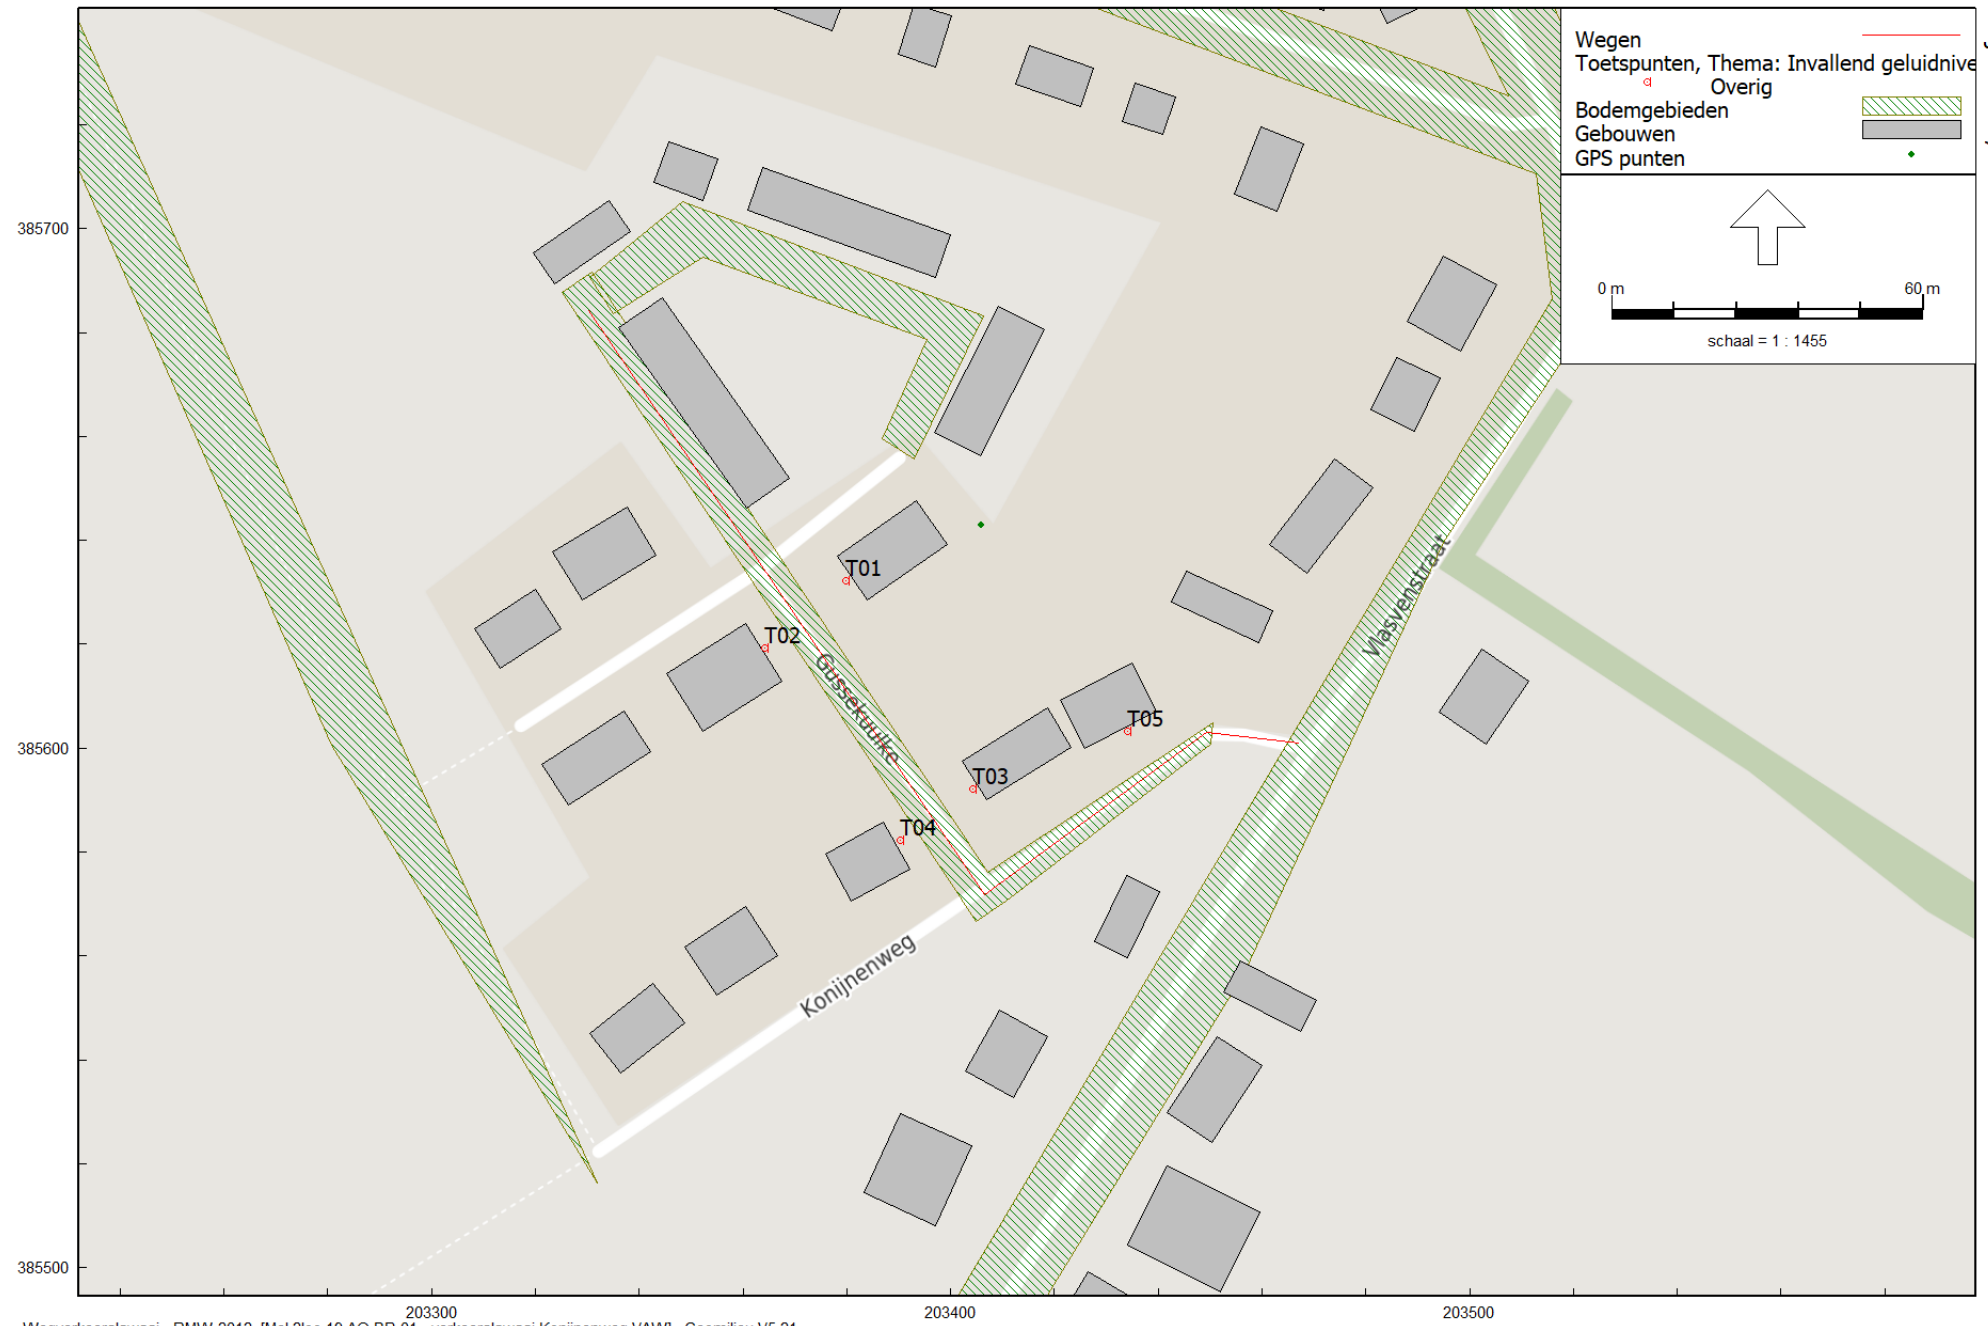 Wegen
Toetspunten, Thema: Invallend geluidnive
Overig
Bodemgebieden
Gebouwen
GPS punten
0 m 60 m
schaal = 1 : 1455
385700
385600
385500
T01
T02
T03
T04
T05
Gussekuulke
Vlasvenstraat
Konijnenweg
203300 203400 203500